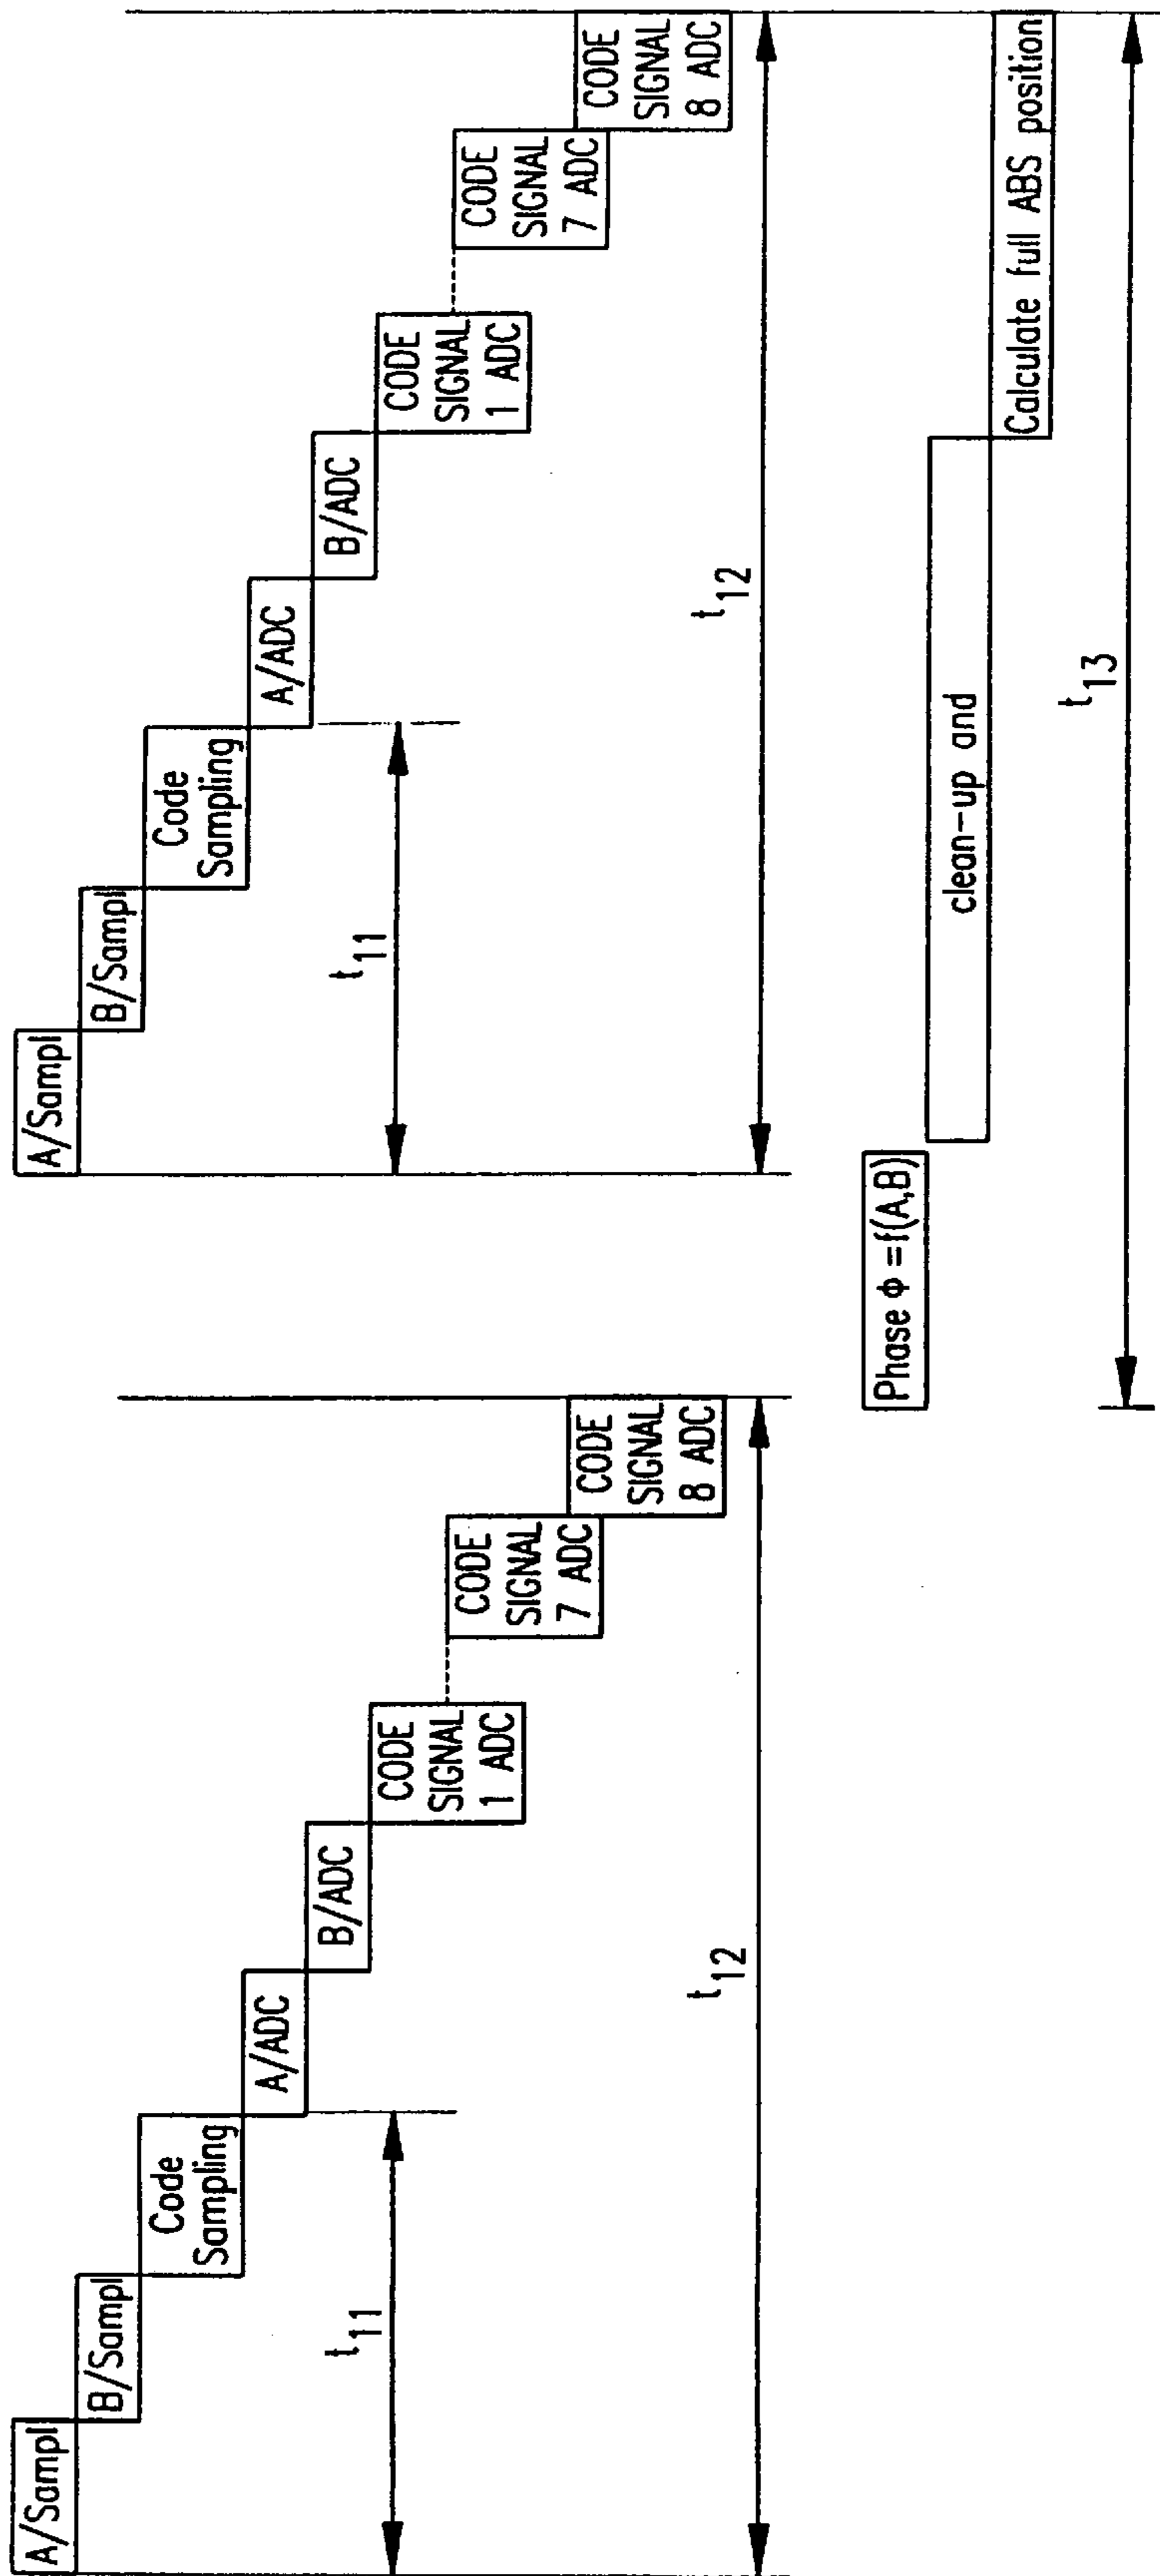 A/Sampl
B/Sampl
Code
Sampling
A/ADC
B/ADC
CODE
SIGNAL
1 ADC
CODE
SIGNAL
7 ADC
CODE
SIGNAL
8 ADC
t11
t12
A/Sampl
B/Sampl
Code
Sampling
A/ADC
B/ADC
CODE
SIGNAL
1 ADC
CODE
SIGNAL
7 ADC
CODE
SIGNAL
8 ADC
t11
t12
Phase ϕ =f(A,B)
clean-up and
Calculate full ABS position
t13